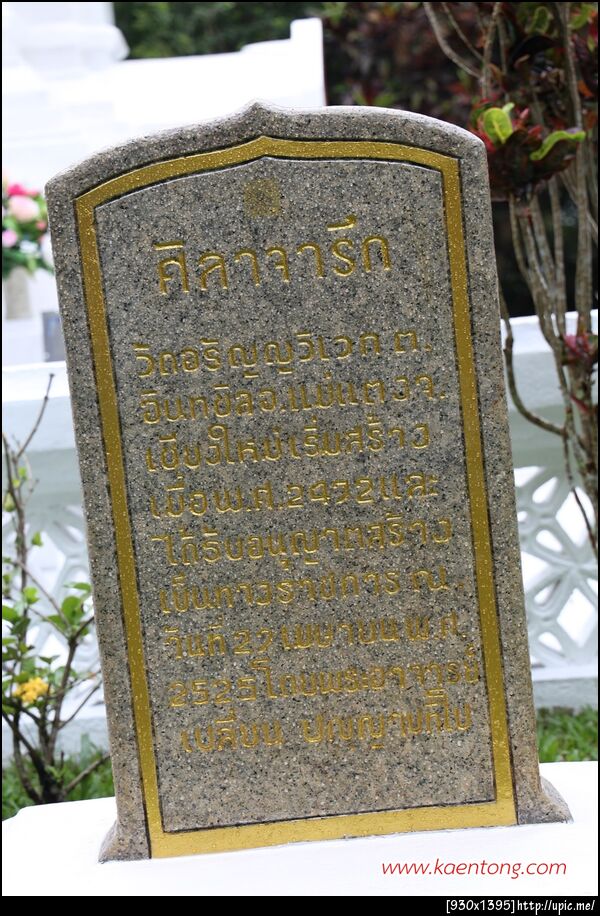 ศิลาจารึก
วัดอรัญญวิเวก ต.
อินทขิล อ.แม่แตง จ.
เชียงใหม่ เริ่มสร้าง
เมื่อ พ.ศ. 2472 และ
ได้รับอนุญาตสร้าง
เป็นทางราชการ ณ.
วันที่ 27 เมษายน พ.ศ.
2525 โดยพระอาจารย์
เปลี่ยน ปัญญาปทีโป
www.kaentong.com
[930x1395]http://upic.me/